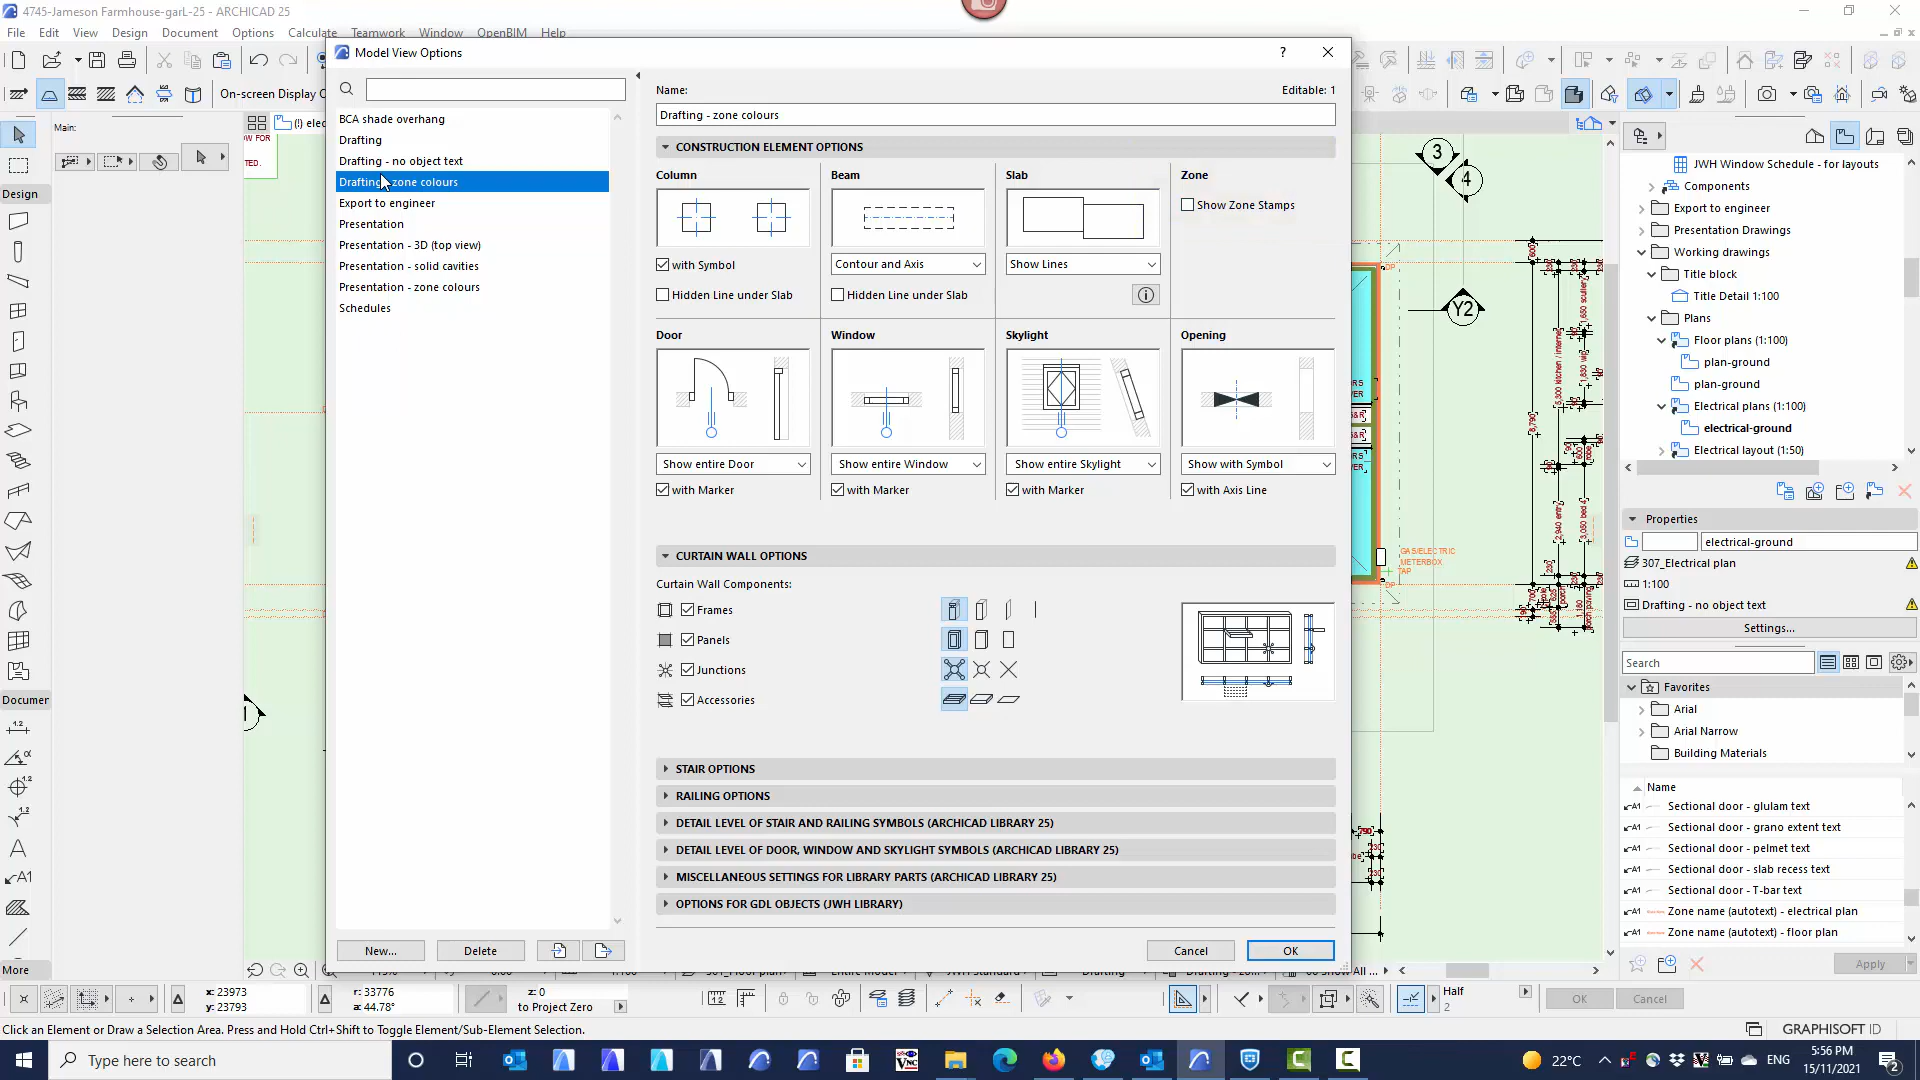 4745-Jameson Farmhouse-garL-25 - ARCHICAD 25
File Edit View Design Document Options Calculate Teamwork Window OpenBIM Help
On-screen Display
Main:
Design
Documen
More
Model View Options
BCA shade overhang
Drafting
Drafting - no object text
Drafting - zone colours
Export to engineer
Presentation
Presentation - 3D (top view)
Presentation - solid cavities
Presentation - zone colours
Schedules
New...
Delete
Name:
Editable: 1
Drafting - zone colours
CONSTRUCTION ELEMENT OPTIONS
Column Beam Slab Zone
Show Zone Stamps
with Symbol
Contour and Axis
Show Lines
Hidden Line under Slab
Hidden Line under Slab
Door Window Skylight Opening
Show entire Door
Show entire Window
Show entire Skylight
Show with Symbol
with Marker
with Marker
with Marker
with Axis Line
CURTAIN WALL OPTIONS
Curtain Wall Components:
Frames
Panels
Junctions
Accessories
STAIR OPTIONS
RAILING OPTIONS
DETAIL LEVEL OF STAIR AND RAILING SYMBOLS (ARCHICAD LIBRARY 25)
DETAIL LEVEL OF DOOR, WINDOW AND SKYLIGHT SYMBOLS (ARCHICAD LIBRARY 25)
MISCELLANEOUS SETTINGS FOR LIBRARY PARTS (ARCHICAD LIBRARY 25)
OPTIONS FOR GDL OBJECTS (JWH LIBRARY)
Cancel
OK
3
4
Y2
GAS/ELECTRIC
METERBOX
TAP
JWH Window Schedule - for layouts
Components
Export to engineer
Presentation Drawings
Working drawings
Title block
Title Detail 1:100
Plans
Floor plans (1:100)
plan-ground
plan-ground
Electrical plans (1:100)
electrical-ground
Electrical layout (1:50)
Properties
electrical-ground
307_Electrical plan
1:100
Drafting - no object text
Settings...
Search
Favorites
Arial
Arial Narrow
Building Materials
Name
Sectional door - glulam text
Sectional door - grano extent text
Sectional door - pelmet text
Sectional door - slab recess text
Sectional door - T-bar text
Zone name (autotext) - electrical plan
Zone name (autotext) - floor plan
Apply
x: 23973
y: 23793
r: 33776
a: 44.78°
z: 0
to Project Zero
Half
2
OK
Cancel
Click an Element or Draw a Selection Area. Press and Hold Ctrl+Shift to Toggle Element/Sub-Element Selection.
GRAPHISOFT ID
Type here to search
22°C
ENG
5:56 PM
15/11/2021
2